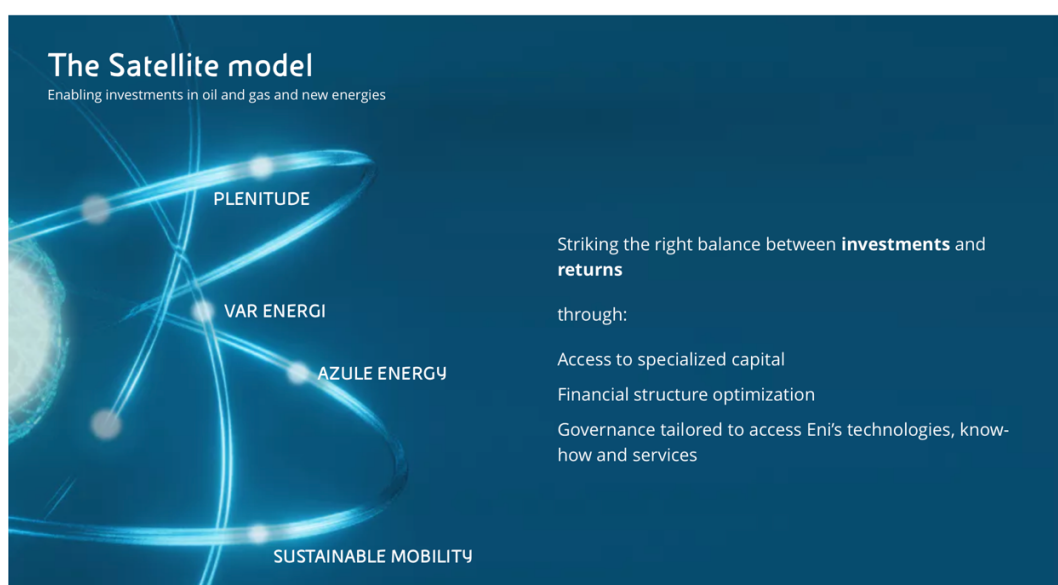 The Satellite model
Enabling investments in oil and gas and new energies
PLENITUDE
VAR ENERGI
AZULE ENERGY
SUSTAINABLE MOBILITY
Striking the right balance between investments and
returns
through:
Access to specialized capital
Financial structure optimization
Governance tailored to access Eni’s technologies, know-
how and services